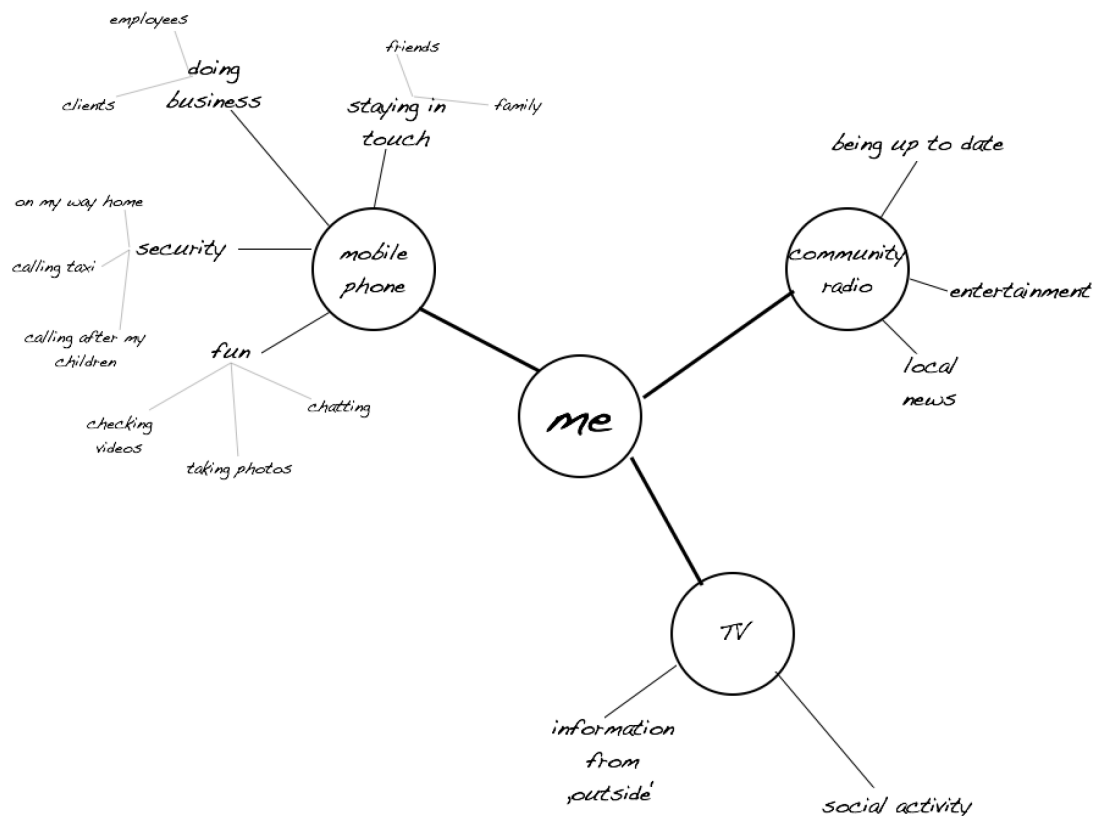 employees
doing
business
clients
friends
staying in
touch
family
on my way home
security
calling taxi
calling after my
children
mobile
phone
fun
checking
videos
taking photos
chatting
me
being up to date
community
radio
entertainment
local
news
TV
information
from
‚outside'
social activity